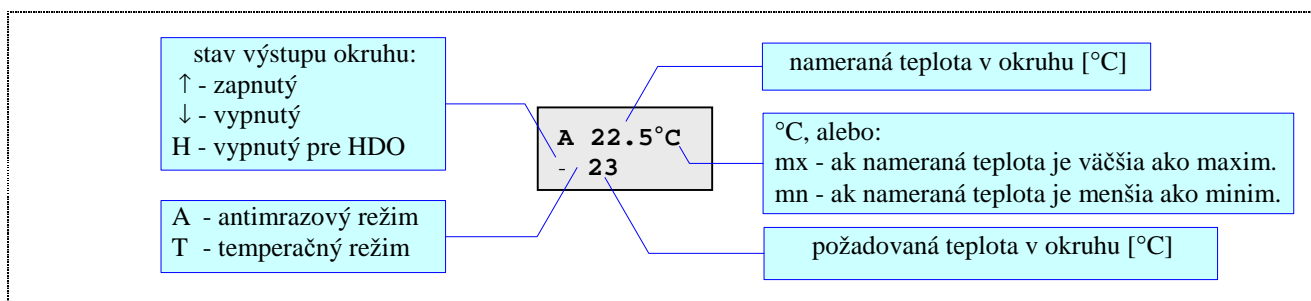 stav výstupu okruhu:
↑ - zapnutý
↓ - vypnutý
H - vypnutý pre HDO
A - antimrazový režim
T - temperačný režim
A 22.5°C
- 23
nameraná teplota v okruhu [°C]
°C, alebo:
mx - ak nameraná teplota je väčšia ako maxim.
mn - ak nameraná teplota je menšia ako minim.
požadovaná teplota v okruhu [°C]